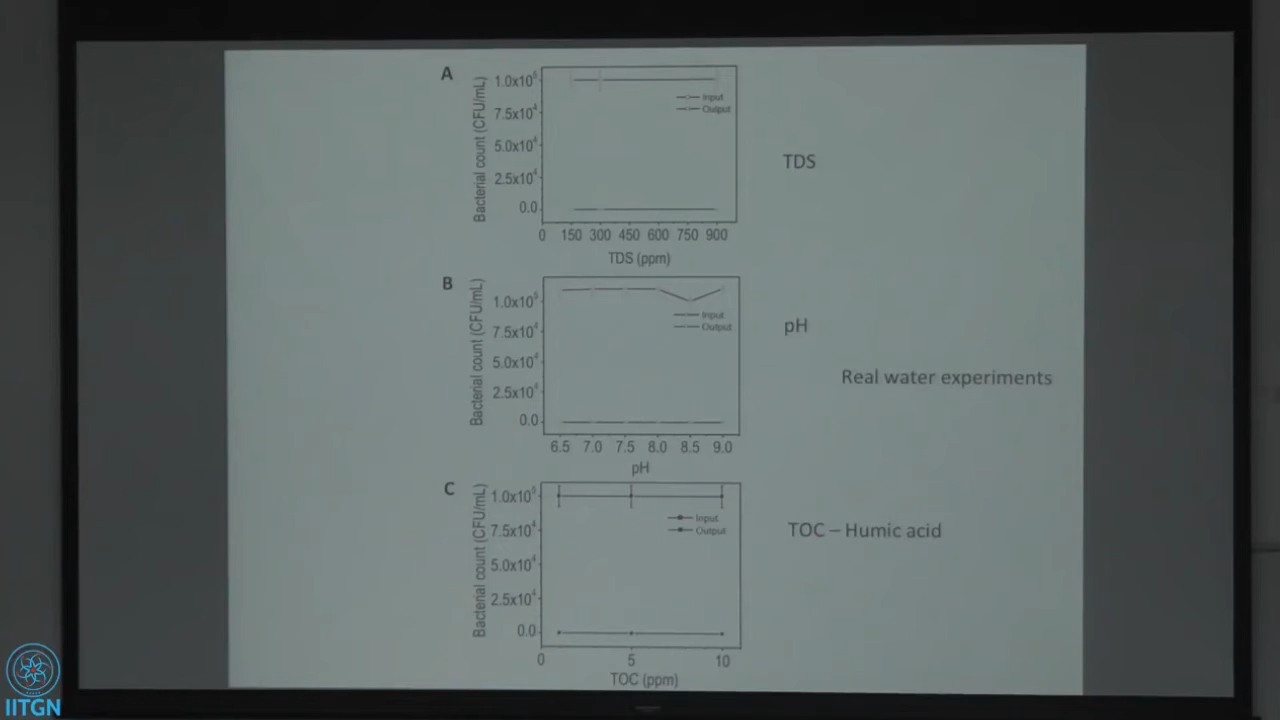 A
Bacterial count (CFU/mL)
1.0x10⁵
7.5x10⁴
5.0x10⁴
2.5x10⁴
0.0
Input
Output
0 150 300 450 600 750 900
TDS (ppm)
TDS
B
Bacterial count (CFU/mL)
1.0x10⁵
7.5x10⁴
5.0x10⁴
2.5x10⁴
0.0
Input
Output
6.5 7.0 7.5 8.0 8.5 9.0
pH
pH
Real water experiments
C
Bacterial count (CFU/mL)
1.0x10⁵
7.5x10⁴
5.0x10⁴
2.5x10⁴
0.0
Input
Output
0 5 10
TOC (ppm)
TOC – Humic acid
IITGN